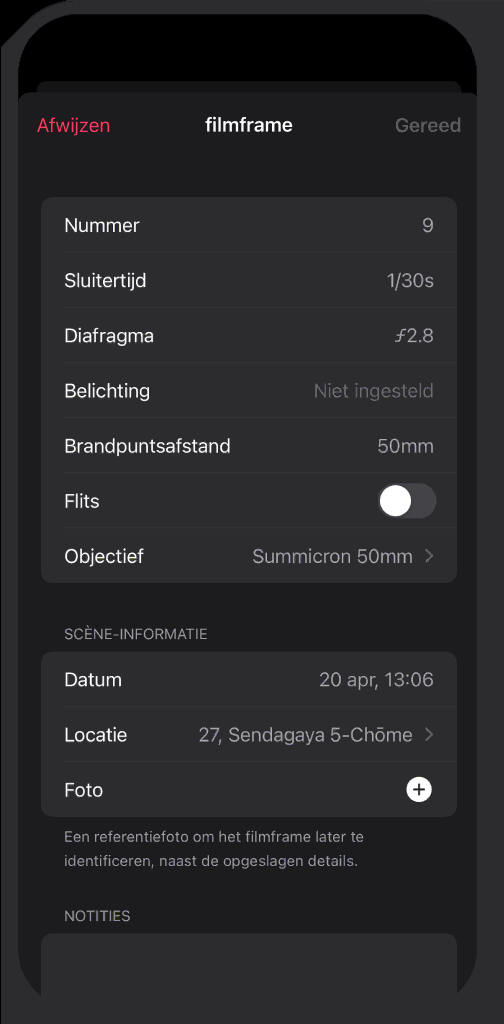 Afwijzen filmframe Gereed
Nummer 9
Sluitertijd 1/30s
Diafragma ƒ2.8
Belichting Niet ingesteld
Brandpuntsafstand 50mm
Flits
Objectief Summicron 50mm
SCÈNE-INFORMATIE
Datum 20 apr, 13:06
Locatie 27, Sendagaya 5-Chōme
Foto
Een referentiefoto om het filmframe later te
identificeren, naast de opgeslagen details.
NOTITIES